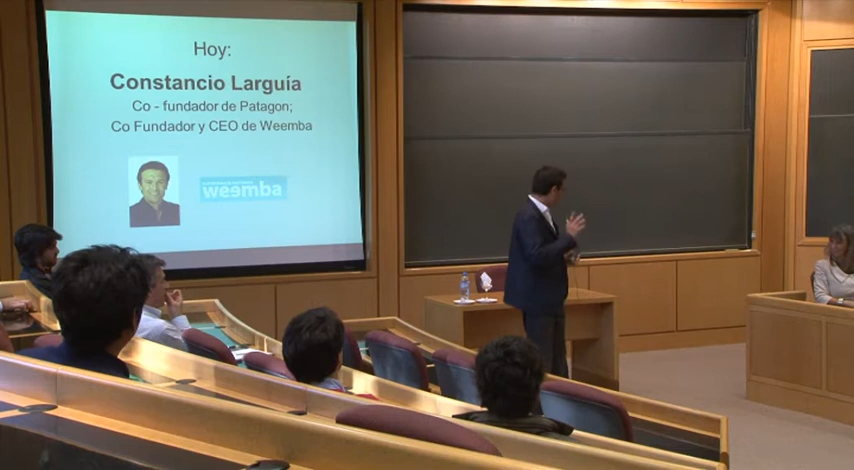 Hoy:
Constancio Larguía
Co - fundador de Patagon;
Co Fundador y CEO de Weemba
weemba